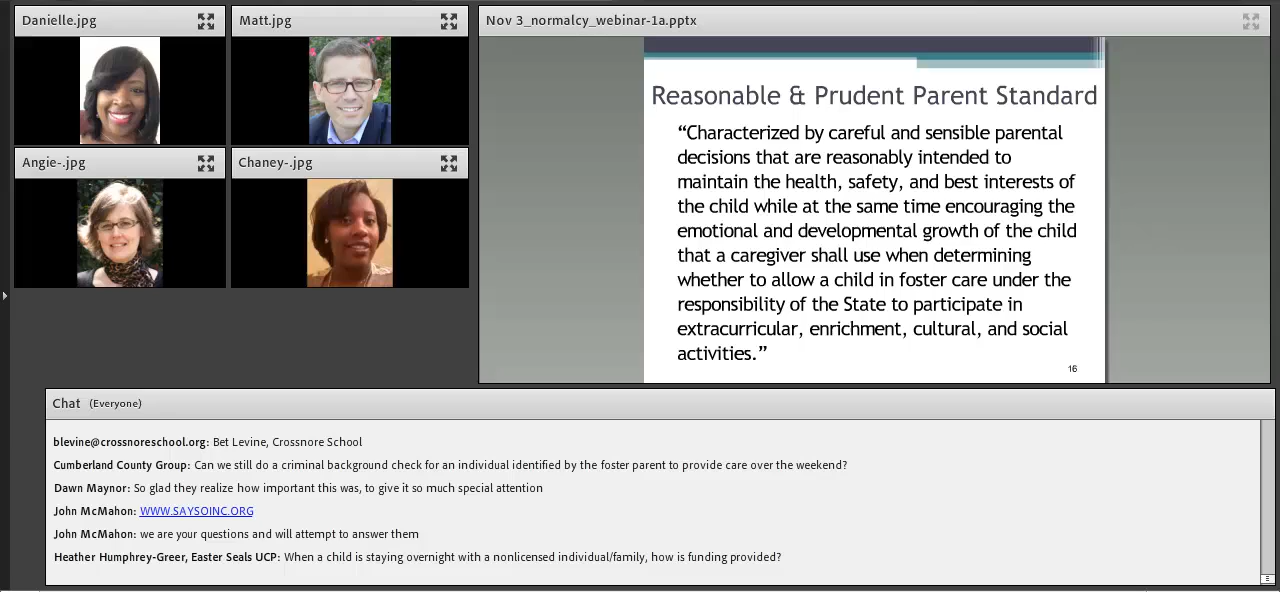 Danielle.jpg
Matt.jpg
Nov 3_normalcy_webinar-1a.pptx
Angie-.jpg
Chaney-.jpg
Reasonable & Prudent Parent Standard
“Characterized by careful and sensible parental
decisions that are reasonably intended to
maintain the health, safety, and best interests of
the child while at the same time encouraging the
emotional and developmental growth of the child
that a caregiver shall use when determining
whether to allow a child in foster care under the
responsibility of the State to participate in
extracurricular, enrichment, cultural, and social
activities.”
16
Chat (Everyone)
blevine@crossnoreschool.org: Bet Levine, Crossnore School
Cumberland County Group: Can we still do a criminal background check for an individual identified by the foster parent to provide care over the weekend?
Dawn Maynor: So glad they realize how important this was, to give it so much special attention
John McMahon: WWW.SAYSOINC.ORG
John McMahon: we are your questions and will attempt to answer them
Heather Humphrey-Greer, Easter Seals UCP: When a child is staying overnight with a nonlicensed individual/family, how is funding provided?